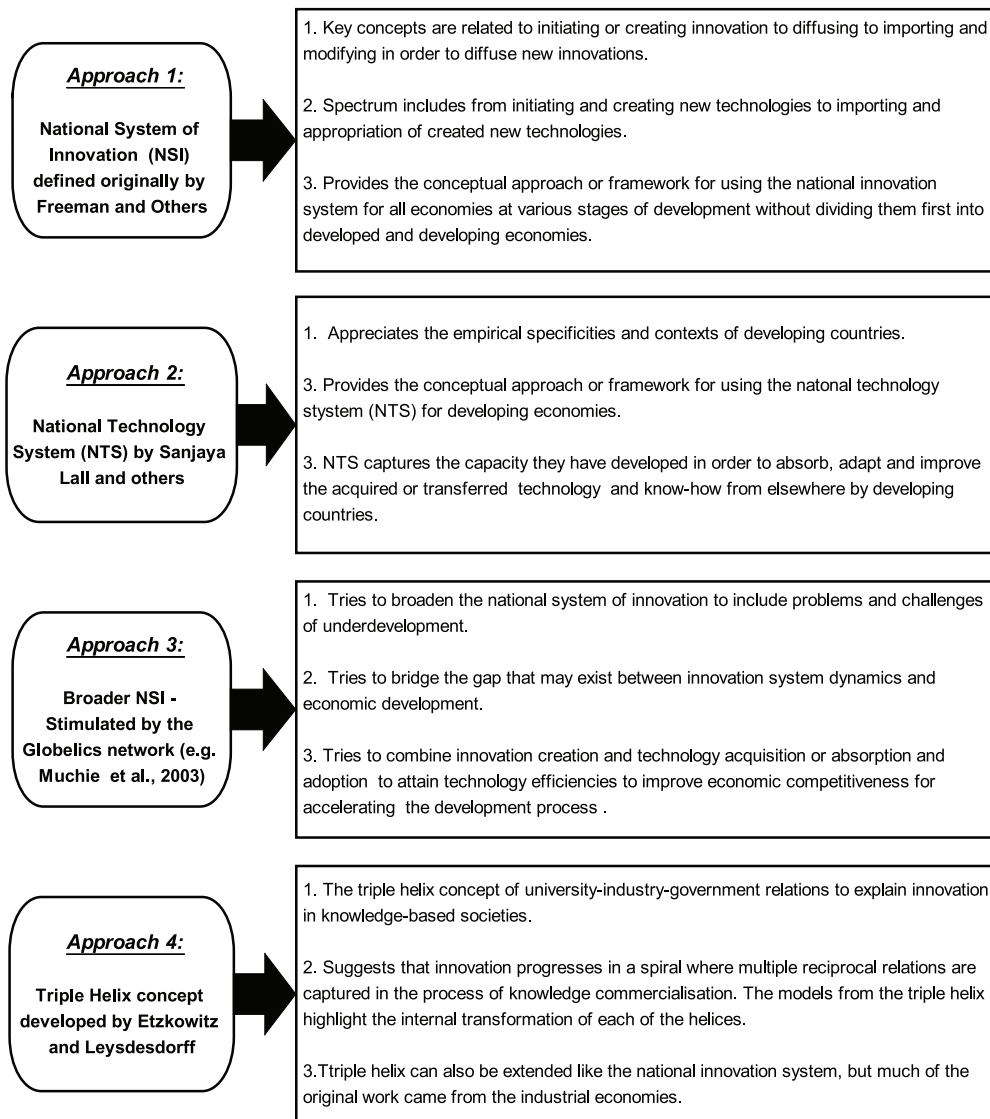 Approach 1:
National System of
Innovation (NSI)
defined originally by
Freeman and Others
1. Key concepts are related to initiating or creating innovation to diffusing to importing and
modifying in order to diffuse new innovations.
2. Spectrum includes from initiating and creating new technologies to importing and
appropriation of created new technologies.
3. Provides the conceptual approach or framework for using the national innovation
system for all economies at various stages of development without dividing them first into
developed and developing economies.
Approach 2:
National Technology
System (NTS) by Sanjaya
Lall and others
1. Appreciates the empirical specificities and contexts of developing countries.
3. Provides the conceptual approach or framework for using the natonal technology
stystem (NTS) for developing economies.
3. NTS captures the capacity they have developed in order to absorb, adapt and improve
the acquired or transferred technology and know-how from elsewhere by developing
countries.
Approach 3:
Broader NSI -
Stimulated by the
Globelics network (e.g.
Muchie et al., 2003)
1. Tries to broaden the national system of innovation to include problems and challenges
of underdevelopment.
2. Tries to bridge the gap that may exist between innovation system dynamics and
economic development.
3. Tries to combine innovation creation and technology acquisition or absorption and
adoption to attain technology efficiencies to improve economic competitiveness for
accelerating the development process .
Approach 4:
Triple Helix concept
developed by Etzkowitz
and Leysdesdorff
1. The triple helix concept of university-industry-government relations to explain innovation
in knowledge-based societies.
2. Suggests that innovation progresses in a spiral where multiple reciprocal relations are
captured in the process of knowledge commercialisation. The models from the triple helix
highlight the internal transformation of each of the helices.
3.Ttriple helix can also be extended like the national innovation system, but much of the
original work came from the industrial economies.